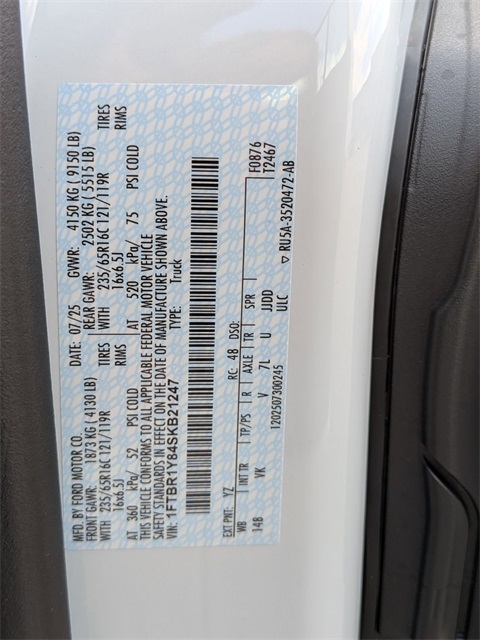 MFD. BY FORD MOTOR CO. DATE: 07/25 GVWR: 4150 KG ( 9150 LB)
FRONT GAWR: 1873 KG ( 4130 LB) REAR GAWR: 2502 KG ( 5515 LB)
235/65R16C 121/119R TIRES WITH 235/65R16C 121/119R TIRES
16x6.5J RIMS 16x6.5J RIMS
AT 360 kPa/ 52 PSI COLD AT 520 kPa/ 75 PSI COLD
THIS VEHICLE CONFORMS TO ALL APPLICABLE FEDERAL MOTOR VEHICLE
SAFETY STANDARDS IN EFFECT ON THE DATE OF MANUFACTURE SHOWN ABOVE.
VIN: 1FTBR1Y84SKB21247 TYPE: Truck
EXT PNT: YZ RC: 48 DSO: F0876
12467
WB INT TR TP/PS R AXLE TR SPR
14B VK V 7L U JJDD
ULC
1202507300245 ▽ RU5A-3520472-AB